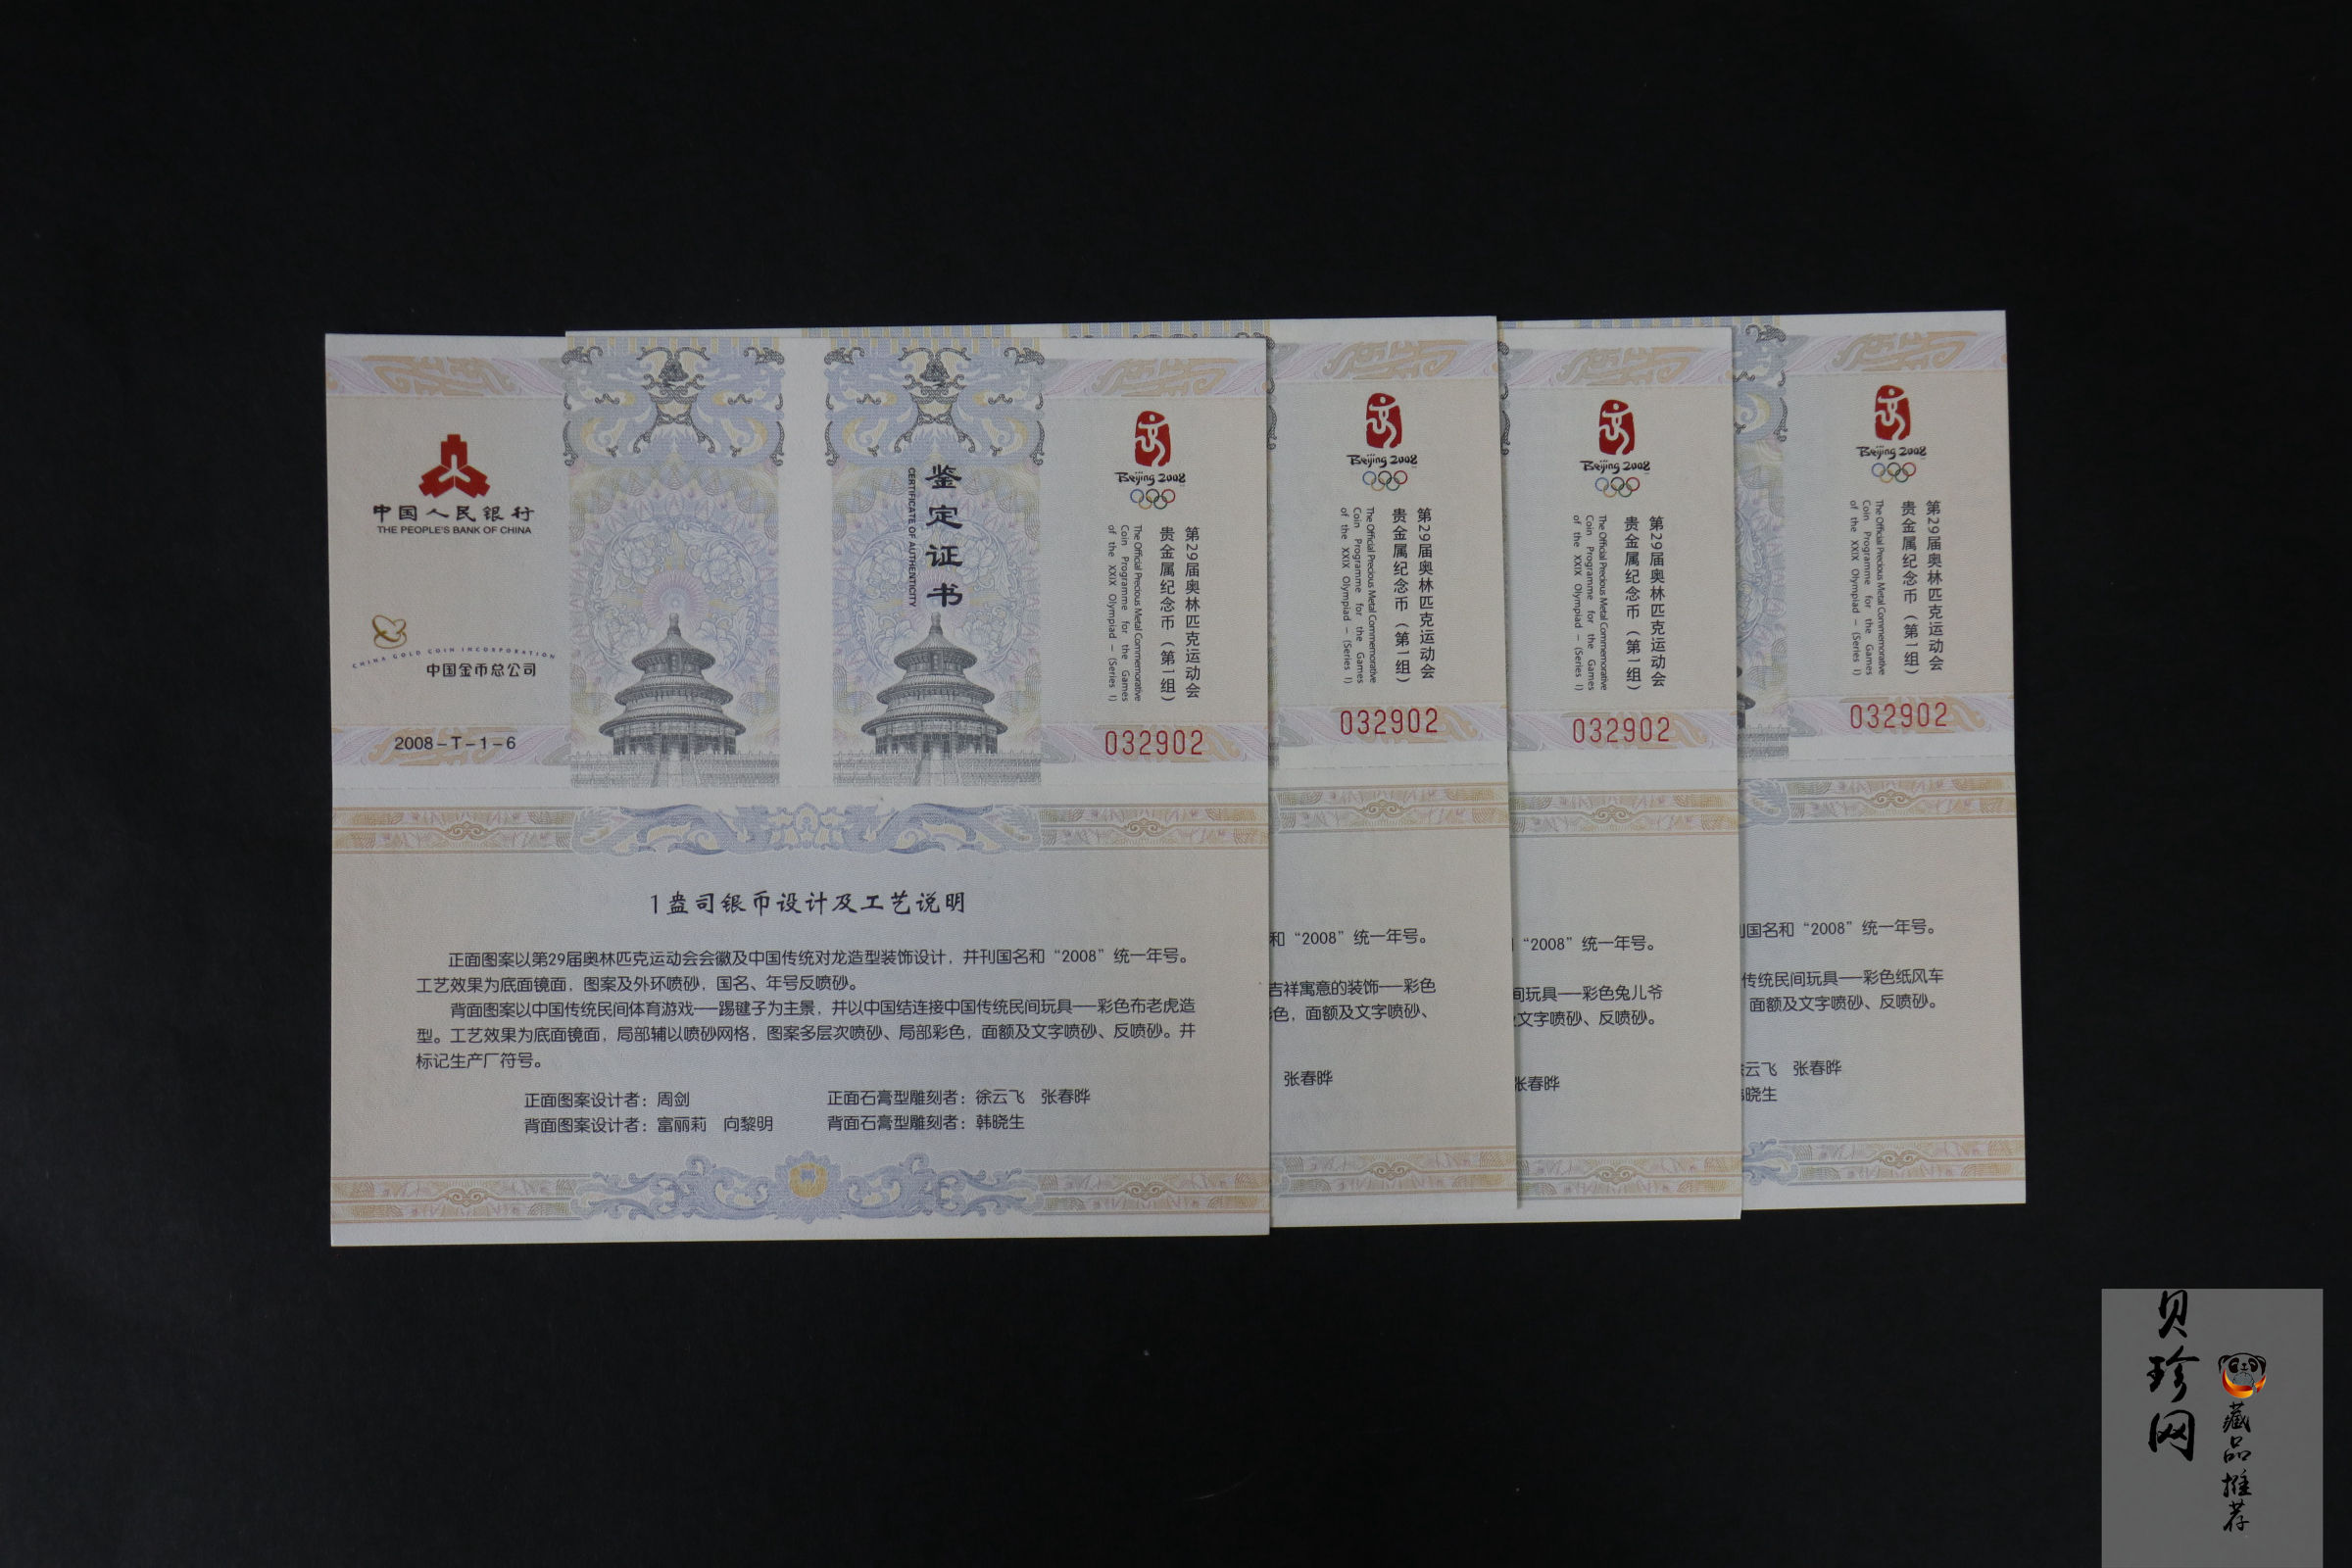 中国人民银行
THE PEOPLE'S BANK OF CHINA
CHINA GOLD COIN INCORPORATION
中国金币总公司
2008-T-1-6
鉴定证书
CERTIFICATE OF AUTHENTICITY
Beijing 2008
第29届奥林匹克运动会
贵金属纪念币（第1组）
The Official Precious Metal Commemorative
Coin Programme for the Games
of the XXIX Olympiad – (Series I)
032902
1盎司银币设计及工艺说明
正面图案以第29届奥林匹克运动会会徽及中国传统对龙造型装饰设计，并刊国名和“2008”统一年号。
工艺效果为底面镜面，图案及外环喷砂，国名、年号反喷砂。
背面图案以中国传统民间体育游戏——踢毽子为主景，并以中国结连接中国传统民间玩具——彩色布老虎造
型。工艺效果为底面镜面，局部辅以喷砂网格，图案多层次喷砂、局部彩色，面额及文字喷砂、反喷砂。并
标记生产厂符号。
正面图案设计者：周剑
正面石膏型雕刻者：徐云飞 张春晔
背面图案设计者：富丽莉 向黎明
背面石膏型雕刻者：韩晓生
Beijing 2008
第29届奥林匹克运动会
贵金属纪念币（第1组）
The Official Precious Metal Commemorative
Coin Programme for the Games
of the XXIX Olympiad – (Series I)
032902
和“2008”统一年号。
吉祥寓意的装饰——彩色
色，面额及文字喷砂、
张春晔
Beijing 2008
第29届奥林匹克运动会
贵金属纪念币（第1组）
The Official Precious Metal Commemorative
Coin Programme for the Games
of the XXIX Olympiad – (Series I)
032902
“2008”统一年号。
间玩具——彩色兔儿爷
文字喷砂、反喷砂。
张春晔
Beijing 2008
第29届奥林匹克运动会
贵金属纪念币（第1组）
The Official Precious Metal Commemorative
Coin Programme for the Games
of the XXIX Olympiad – (Series I)
032902
国名和“2008”统一年号。
传统民间玩具——彩色纸风车
面额及文字喷砂、反喷砂。
云飞 张春晔
晓生
贝珍网
藏品推荐